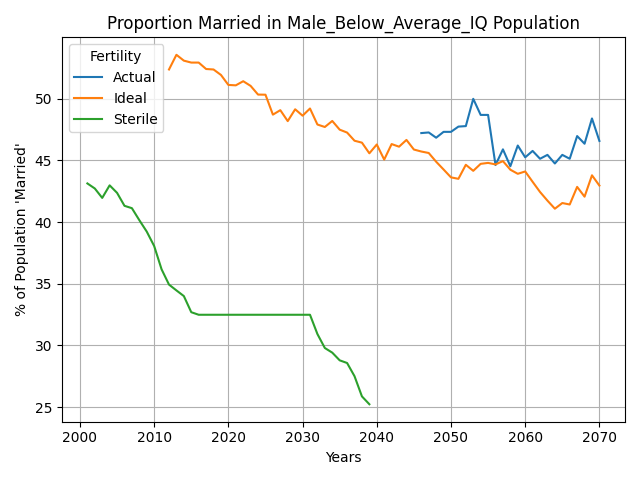 Proportion Married in Male_Below_Average_IQ Population
Fertility
Actual
Ideal
Sterile
% of Population 'Married'
50
45
40
35
30
25
2000 2010 2020 2030 2040 2050 2060 2070
Years